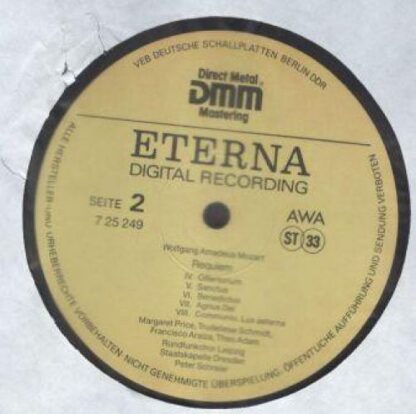 VEB DEUTSCHE SCHALLPLATTEN BERLIN DDR
Direct Metal
DMM
Mastering
ETERNA
DIGITAL RECORDING
SEITE 2
7 25 249
AWA
ST 33
Wolfgang Amadeus Mozart
Requiem
IV. Offertorium
V. Sanctus
VI. Benedictus
VII. Agnus Dei
VIII. Communio. Lux aeterna
Margaret Price, Trudeliese Schmidt,
Francisco Araiza, Theo Adam
Rundfunkchor Leipzig
Staatskapelle Dresden
Peter Schreier
ALLE HERSTELLER- UND URHEBERRECHTE VORBEHALTEN NICHT GENEHMIGTE ÜBERSPIELUNG, ÖFFENTLICHE AUFFÜHRUNG UND SENDUNG VERBOTEN